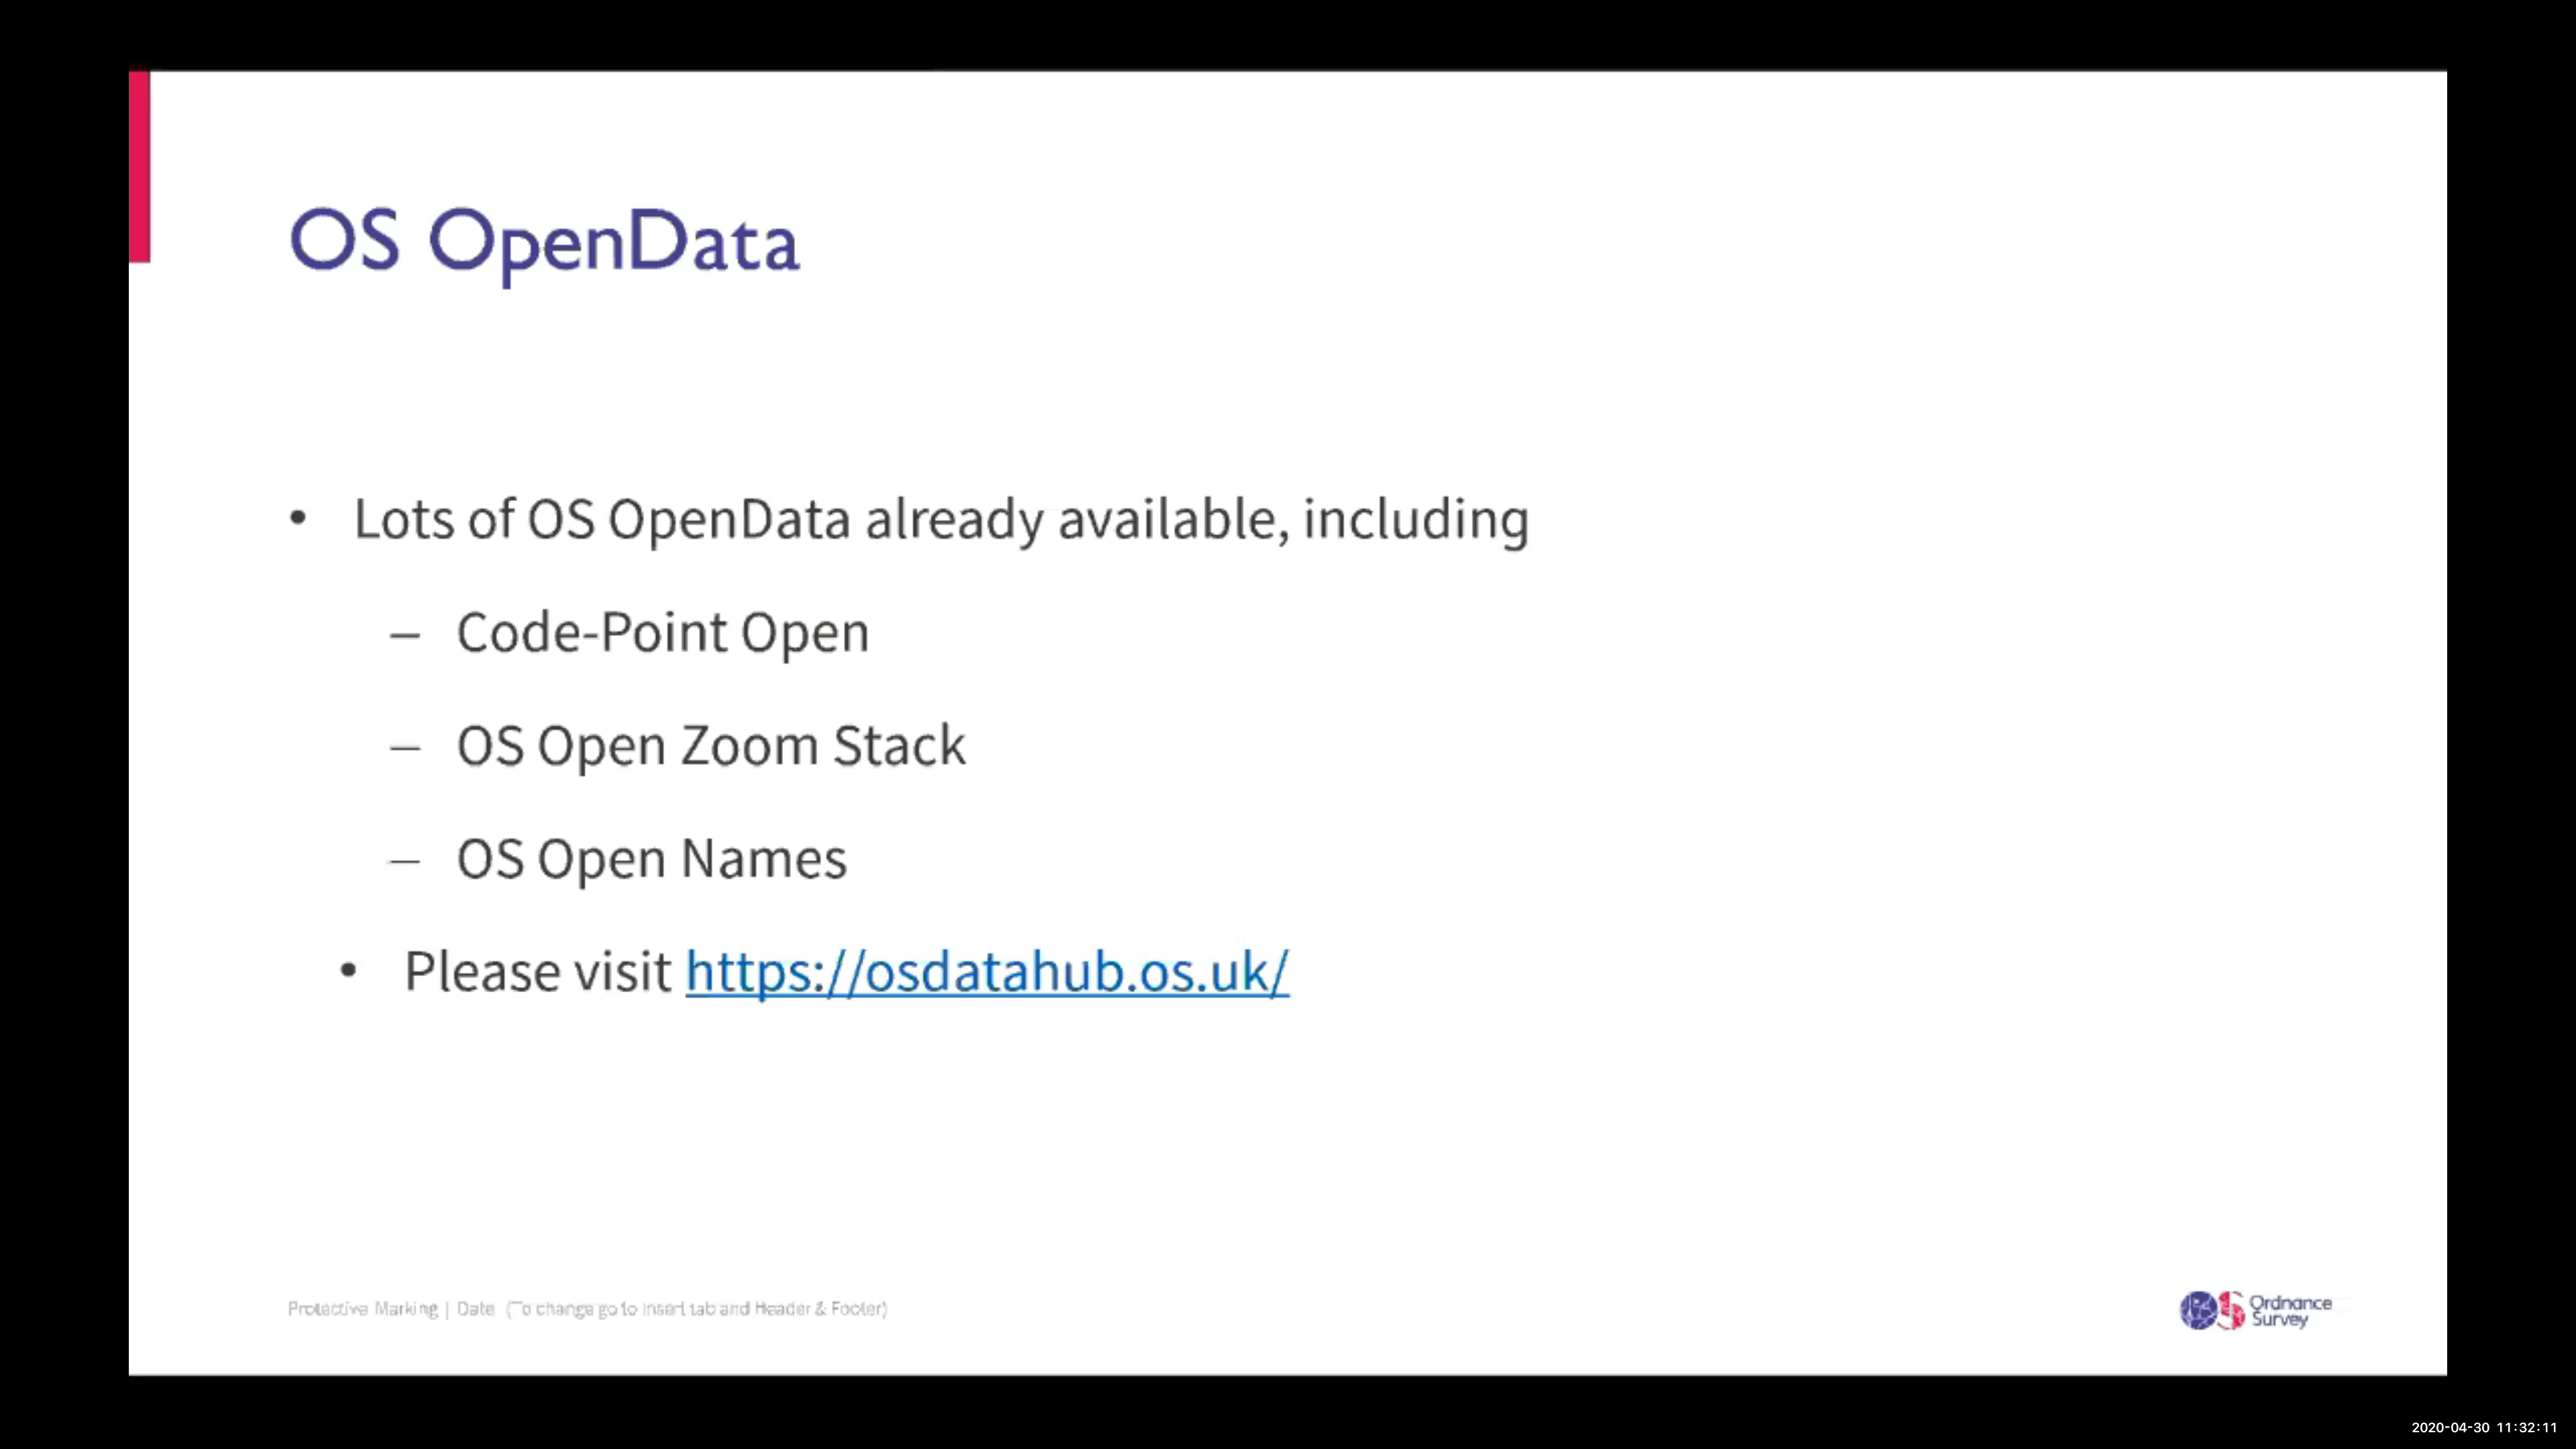 OS OpenData
• Lots of OS OpenData already available, including
– Code-Point Open
– OS Open Zoom Stack
– OS Open Names
• Please visit https://osdatahub.os.uk/
Protective Marking | Date (To change go to Insert tab and Header & Footer)
Ordnance
Survey
2020-04-30 11:32:11